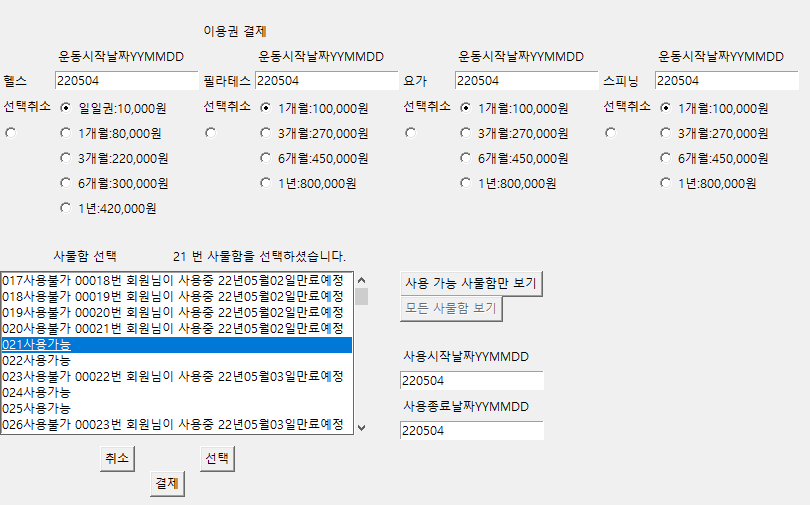 이용권 결제
운동시작날짜YYMMDD 운동시작날짜YYMMDD 운동시작날짜YYMMDD 운동시작날짜YYMMDD
헬스 220504 필라테스 220504 요가 220504 스피닝 220504
선택취소 일일권:10,000원 선택취소 1개월:100,000원 선택취소 1개월:100,000원 선택취소 1개월:100,000원
1개월:80,000원 3개월:270,000원 3개월:270,000원 3개월:270,000원
3개월:220,000원 6개월:450,000원 6개월:450,000원 6개월:450,000원
6개월:300,000원 1년:800,000원 1년:800,000원 1년:800,000원
1년:420,000원
사물함 선택 21 번 사물함을 선택하셨습니다.
017사용불가 00018번 회원님이 사용중 22년05월02일만료예정
018사용불가 00019번 회원님이 사용중 22년05월02일만료예정
019사용불가 00020번 회원님이 사용중 22년05월02일만료예정
020사용불가 00021번 회원님이 사용중 22년05월02일만료예정
021사용가능
022사용가능
023사용불가 00022번 회원님이 사용중 22년05월03일만료예정
024사용가능
025사용가능
026사용불가 00023번 회원님이 사용중 22년05월03일만료예정
사용 가능 사물함만 보기
모든 사물함 보기
사용시작날짜YYMMDD
220504
사용종료날짜YYMMDD
220504
취소 선택
결제